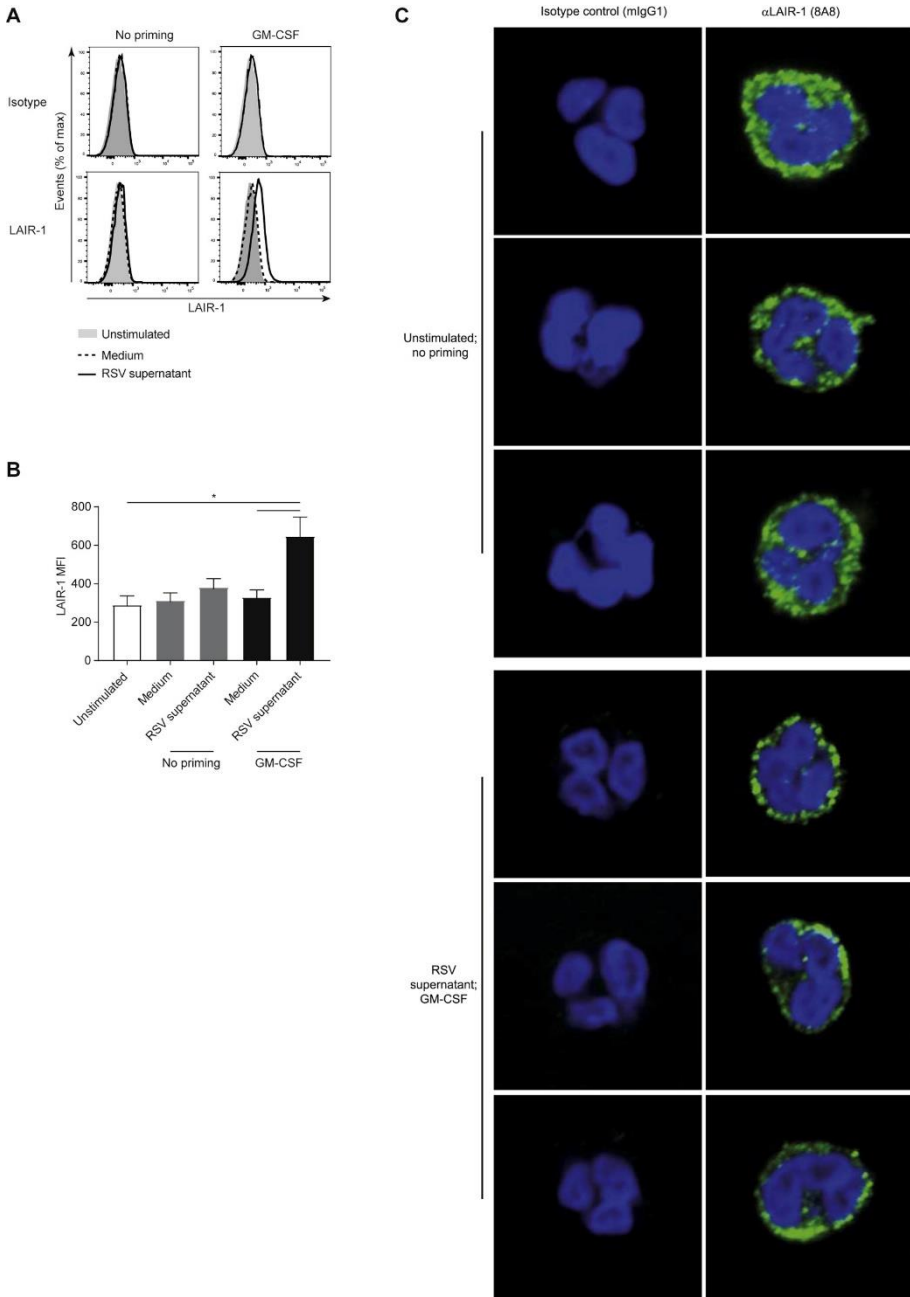 A
No priming
GM-CSF
Isotype
LAIR-1
Events (% of max)
LAIR-1
Unstimulated
Medium
RSV supernatant
B
*
LAIR-1 MFI
800
600
400
200
0
Unstimulated
Medium
RSV supernatant
Medium
RSV supernatant
No priming
GM-CSF
C
Isotype control (mIgG1)
αLAIR-1 (8A8)
Unstimulated;
no priming
RSV
supernatant;
GM-CSF